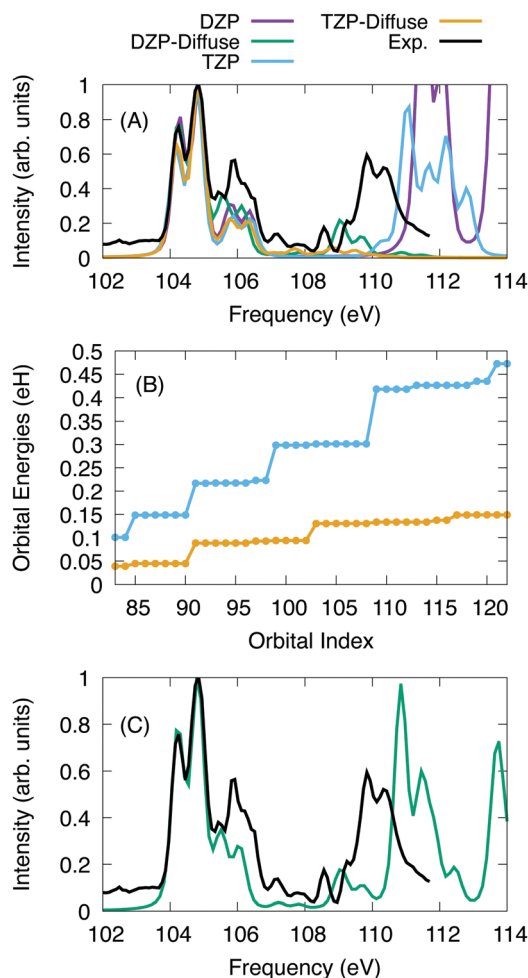 DZP
TZP-Diffuse
DZP-Diffuse
Exp.
TZP
Intensity (arb. units)
(A)
1
0.8
0.6
0.4
0.2
0
102 104 106 108 110 112 114
Frequency (eV)
Orbital Energies (eH)
(B)
0.5
0.45
0.4
0.35
0.3
0.25
0.2
0.15
0.1
0.05
0
85 90 95 100 105 110 115 120
Orbital Index
Intensity (arb. units)
(C)
1
0.8
0.6
0.4
0.2
0
102 104 106 108 110 112 114
Frequency (eV)